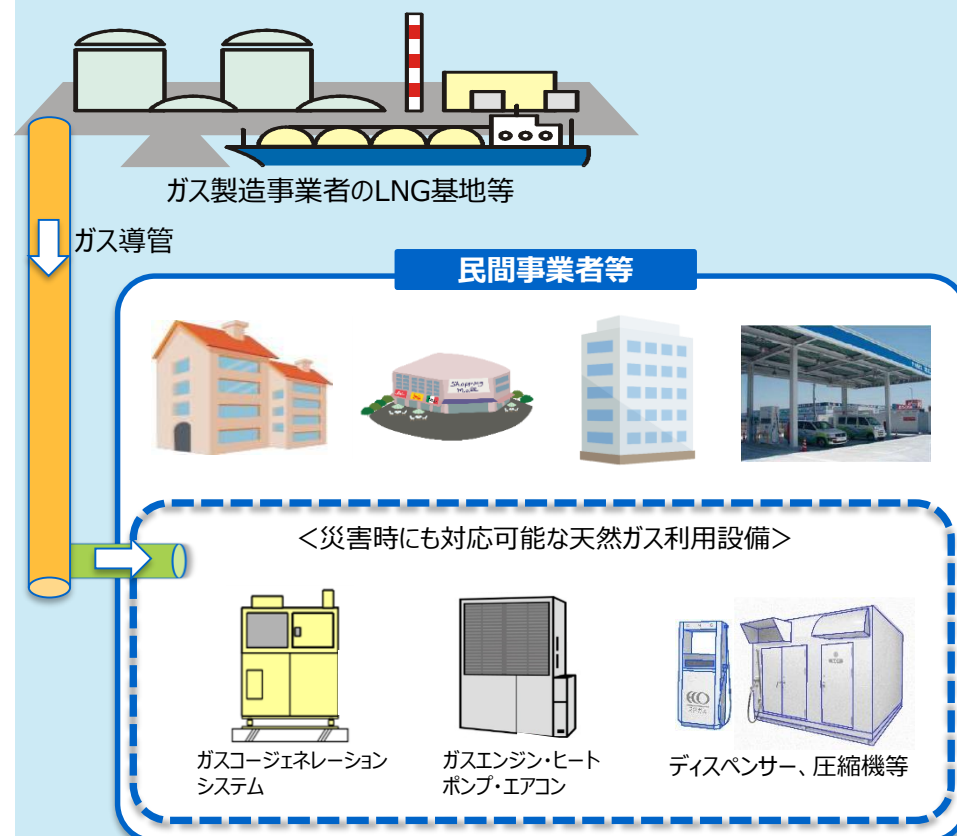 ガス製造事業者のLNG基地等
ガス導管
民間事業者等
Shopping
Mall
＜災害時にも対応可能な天然ガス利用設備＞
ECO
ガスコージェネレーション
システム
ガスエンジン・ヒート
ポンプ・エアコン
ディスペンサー、圧縮機等